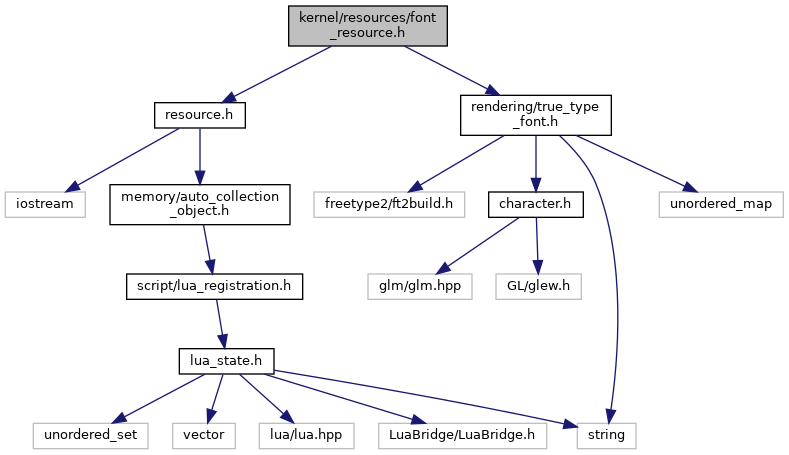 kernel/resources/font
_resource.h
resource.h
rendering/true_type
_font.h
iostream
memory/auto_collection
_object.h
freetype2/ft2build.h
character.h
unordered_map
script/lua_registration.h
glm/glm.hpp
GL/glew.h
lua_state.h
unordered_set
vector
lua/lua.hpp
LuaBridge/LuaBridge.h
string